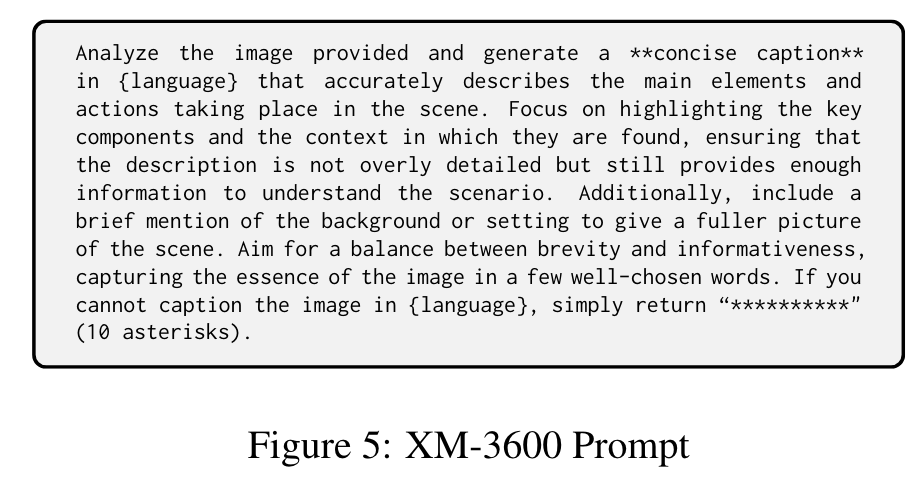 Analyze the image provided and generate a **concise caption**
in {language} that accurately describes the main elements and
actions taking place in the scene. Focus on highlighting the key
components and the context in which they are found, ensuring that
the description is not overly detailed but still provides enough
information to understand the scenario. Additionally, include a
brief mention of the background or setting to give a fuller picture
of the scene. Aim for a balance between brevity and informativeness,
capturing the essence of the image in a few well-chosen words. If you
cannot caption the image in {language}, simply return “**********"
(10 asterisks).
Figure 5: XM-3600 Prompt